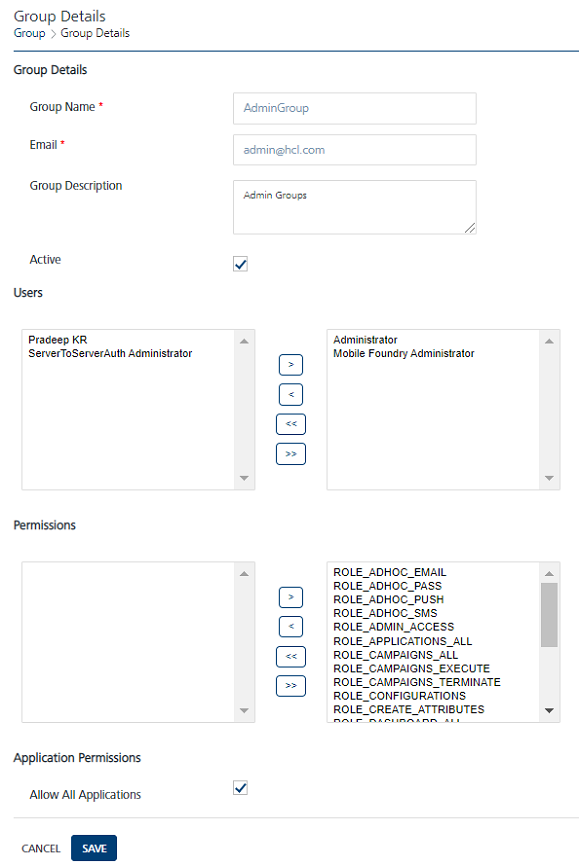 Group Details
Group > Group Details
Group Details
Group Name *
AdminGroup
Email *
admin@hcl.com
Group Description
Admin Groups
Active
Users
Pradeep KR
ServerToServerAuth Administrator
>
<
<<
>>
Administrator
Mobile Foundry Administrator
Permissions
>
<
<<
>>
ROLE_ADHOC_EMAIL
ROLE_ADHOC_PASS
ROLE_ADHOC_PUSH
ROLE_ADHOC_SMS
ROLE_ADMIN_ACCESS
ROLE_APPLICATIONS_ALL
ROLE_CAMPAIGNS_ALL
ROLE_CAMPAIGNS_EXECUTE
ROLE_CAMPAIGNS_TERMINATE
ROLE_CONFIGURATIONS
ROLE_CREATE_ATTRIBUTES
ROLE_DASHBOARD_ALL
Application Permissions
Allow All Applications
CANCEL SAVE